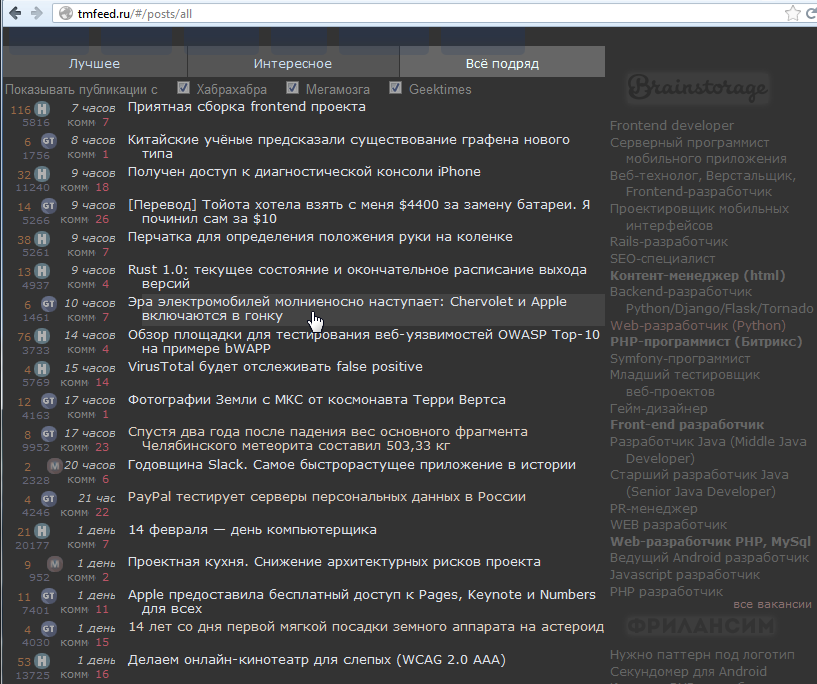 tmfeed.ru/#/posts/all
Лучшее
Интересное
Всё подряд
Показывать публикации с Хабрахабра Мегамозга Geektimes
116 H 7 часов Приятная сборка frontend проекта
5816 комм 7
6 GT 8 часов Китайские учёные предсказали существование графена нового
1756 комм 1 типа
32 H 9 часов Получен доступ к диагностической консоли iPhone
11240 комм 18
14 GT 9 часов [Перевод] Тойота хотела взять с меня $4400 за замену батареи. Я
5266 комм 26 починил сам за $10
38 H 9 часов Перчатка для определения положения руки на коленке
5261 комм 7
13 H 9 часов Rust 1.0: текущее состояние и окончательное расписание выхода
4937 комм 4 версий
6 GT 10 часов Эра электромобилей молниеносно наступает: Chervolet и Apple
1461 комм 7 включаются в гонку
76 H 14 часов Обзор площадки для тестирования веб-уязвимостей OWASP Top-10
3733 комм 4 на примере bWAPP
4 H 15 часов VirusTotal будет отслеживать false positive
5769 комм 14
12 GT 17 часов Фотографии Земли с МКС от космонавта Терри Вертса
4163 комм 1
8 GT 17 часов Спустя два года после падения вес основного фрагмента
9952 комм 23 Челябинского метеорита составил 503,33 кг
2 M 20 часов Годовщина Slack. Самое быстрорастущее приложение в истории
2328 комм 6
4 GT 21 час PayPal тестирует серверы персональных данных в России
4246 комм 22
21 H 1 день 14 февраля — день компьютерщика
20177 комм 7
9 M 1 день Проектная кухня. Снижение архитектурных рисков проекта
952 комм 2
11 GT 1 день Apple предоставила бесплатный доступ к Pages, Keynote и Numbers
7401 комм 11 для всех
4 GT 1 день 14 лет со дня первой мягкой посадки земного аппарата на астероид
4030 комм 15
53 H 1 день Делаем онлайн-кинотеатр для слепых (WCAG 2.0 AAA)
13725 комм 16
Brainstorage
Frontend developer
Серверный программист
мобильного приложения
Веб-технолог, Верстальщик,
Frontend-разработчик
Проектировщик мобильных
интерфейсов
Rails-разработчик
SEO-специалист
Контент-менеджер (html)
Backend-разработчик
Python/Django/Flask/Tornado
Web-разработчик (Python)
PHP-программист (Битрикс)
Symfony-программист
Младший тестировщик
веб-проектов
Гейм-дизайнер
Front-end разработчик
Разработчик Java (Middle Java
Developer)
Старший разработчик Java
(Senior Java Developer)
PR-менеджер
WEB разработчик
Web-разработчик PHP, MySql
Ведущий Android разработчик
Javascript разработчик
PHP разработчик
все вакансии
ФРИЛАНСИМ
Нужно паттерн под логотип
Секундомер для Android